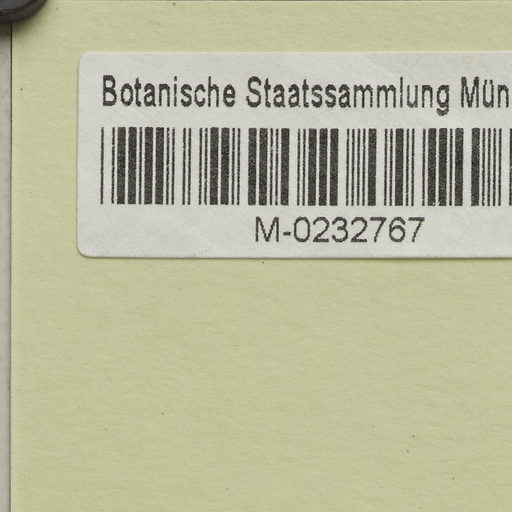 Botanische Staatssammlung Mün
M-0232767